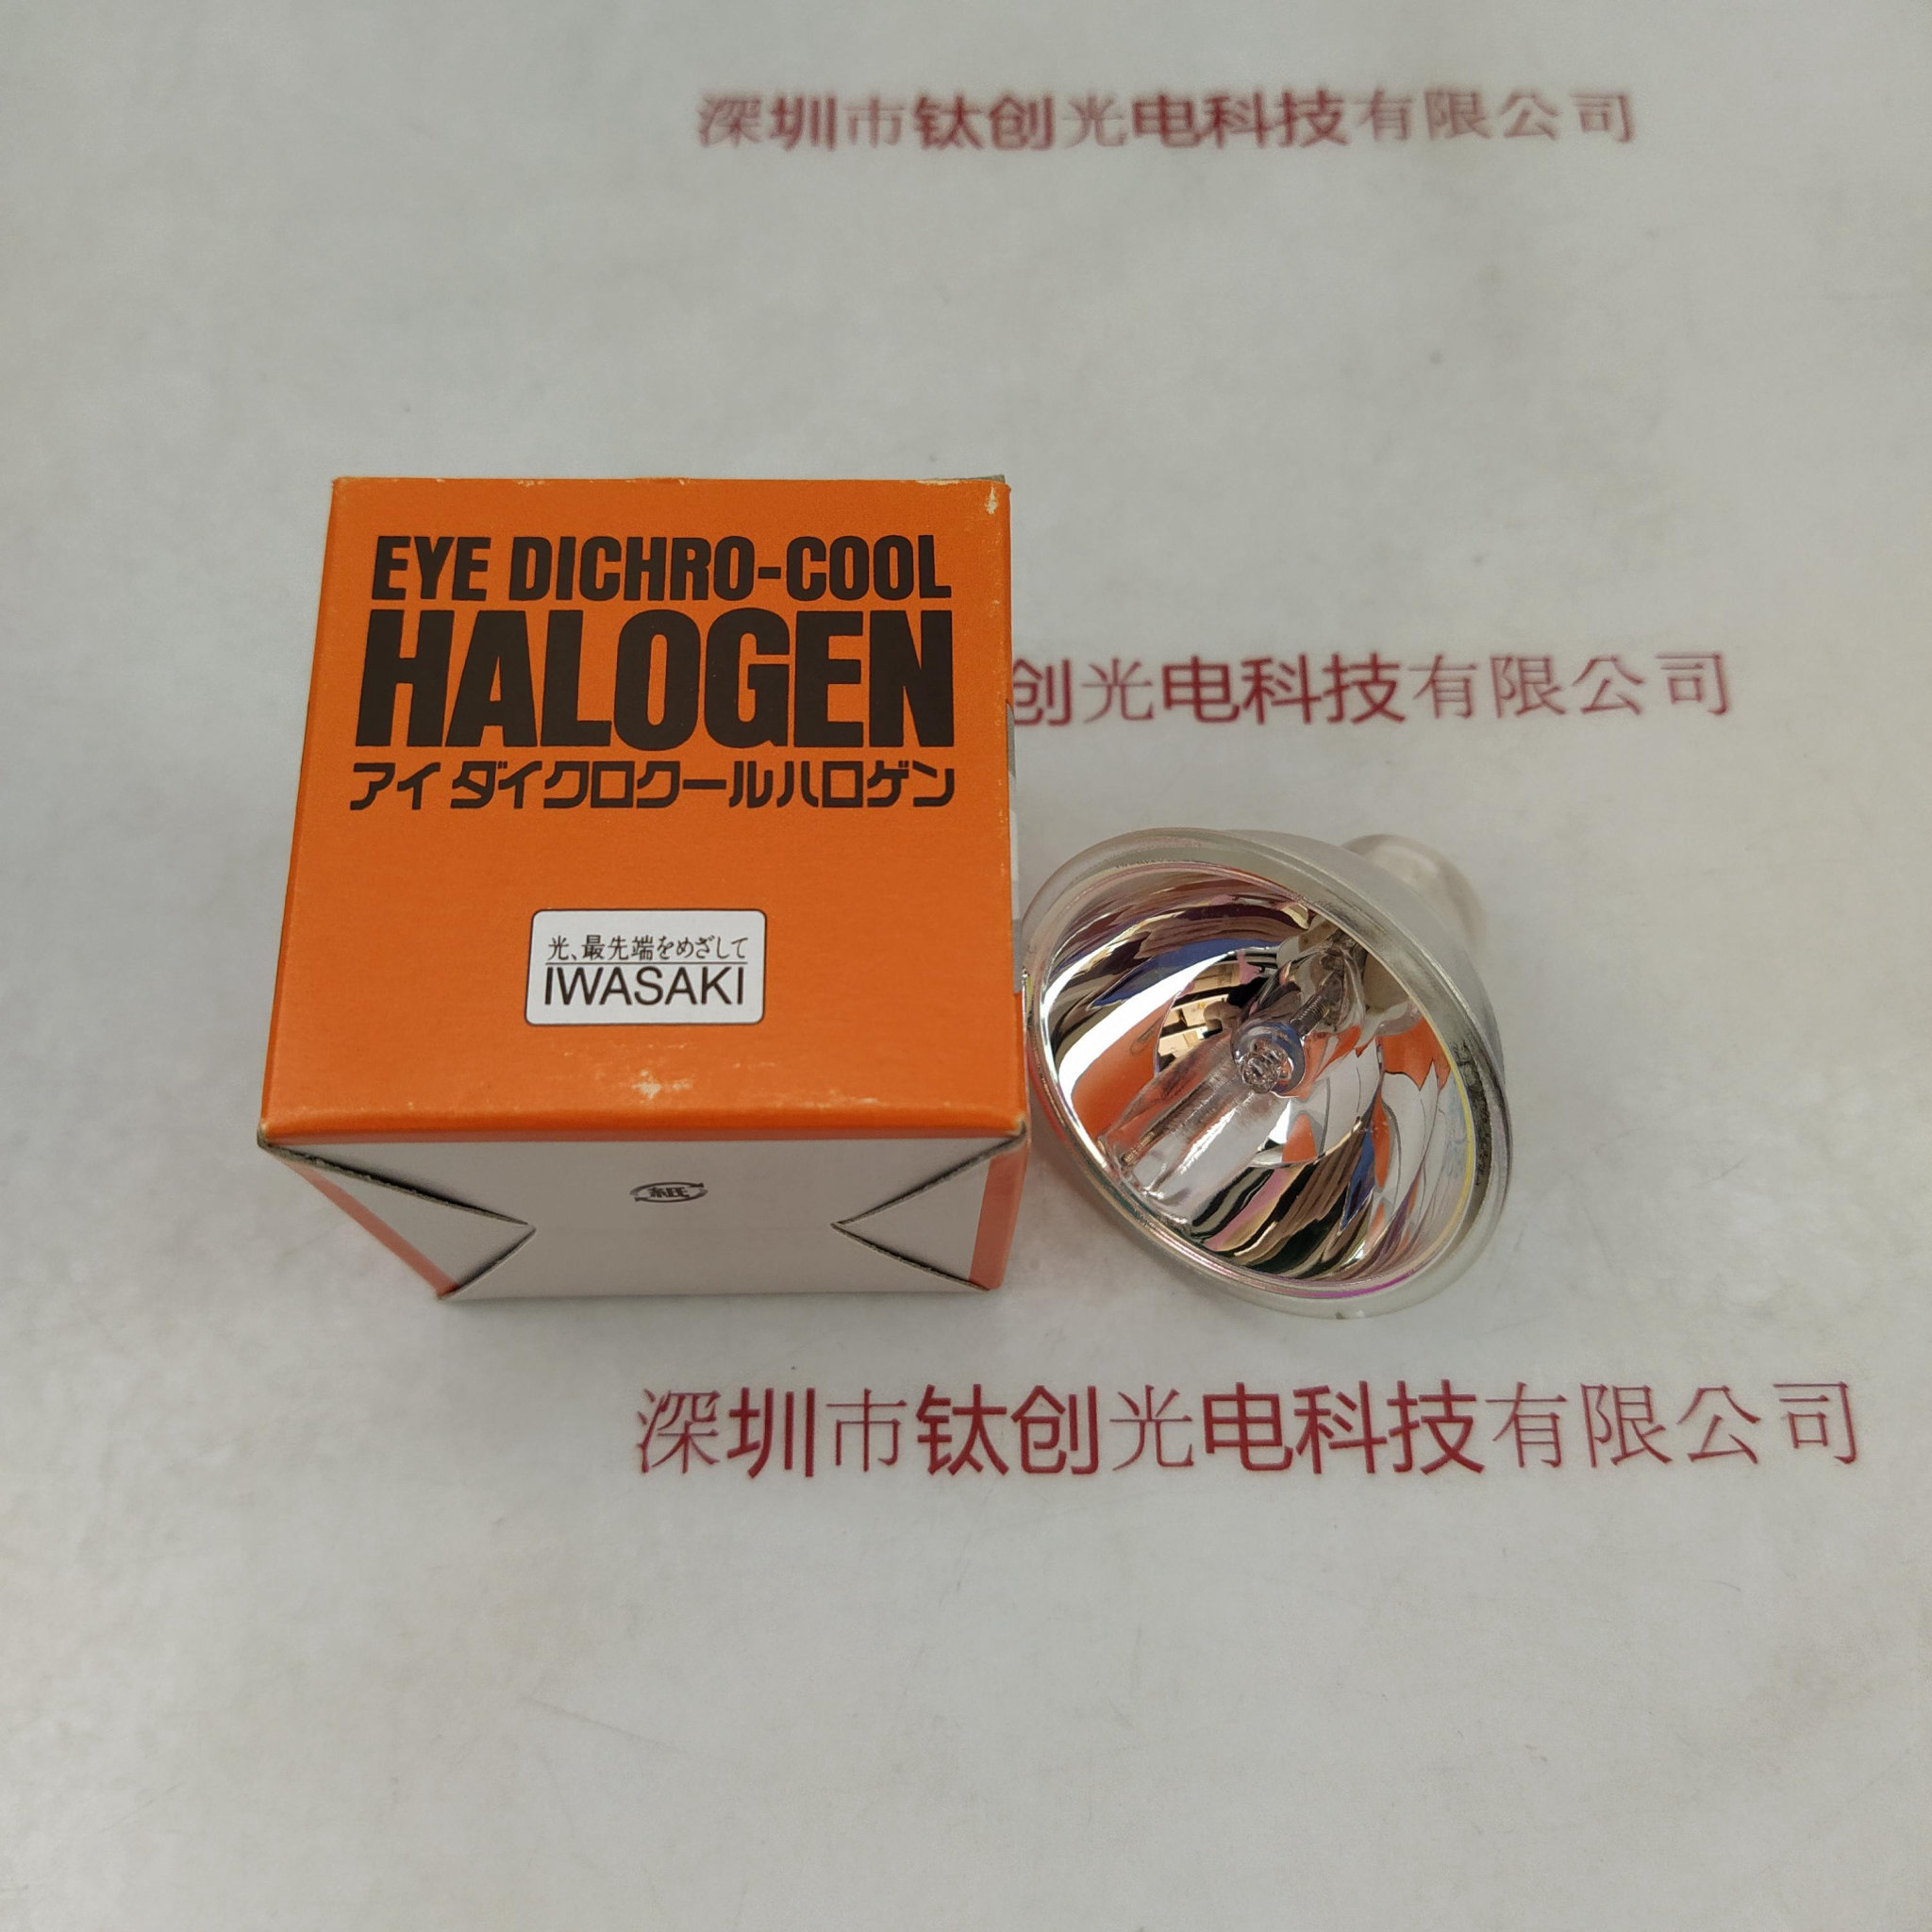 深圳市钛创光电科技有限公司
EYE DICHRO-COOL
HALOGEN
アイ ダイクロクールハロゲン
创光电科技有限公司
光、最先端をめざして
IWASAKI
紙
深圳市钛创光电科技有限公司